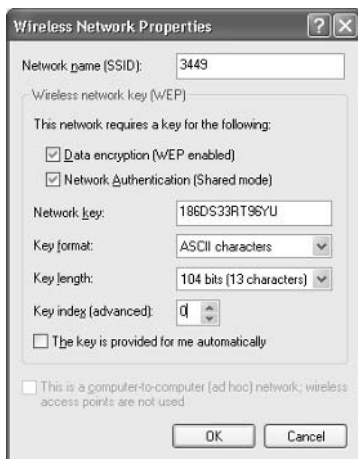 Wireless Network Properties
Network name (SSID): 3449
Wireless network key (WEP)
This network requires a key for the following:
Data encryption (WEP enabled)
Network Authentication (Shared mode)
Network key: 186DS33RT96YU
Key format: ASCII characters
Key length: 104 bits (13 characters)
Key index (advanced): 0
The key is provided for me automatically
This is a computer-to-computer (ad hoc) network; wireless
access points are not used
OK Cancel